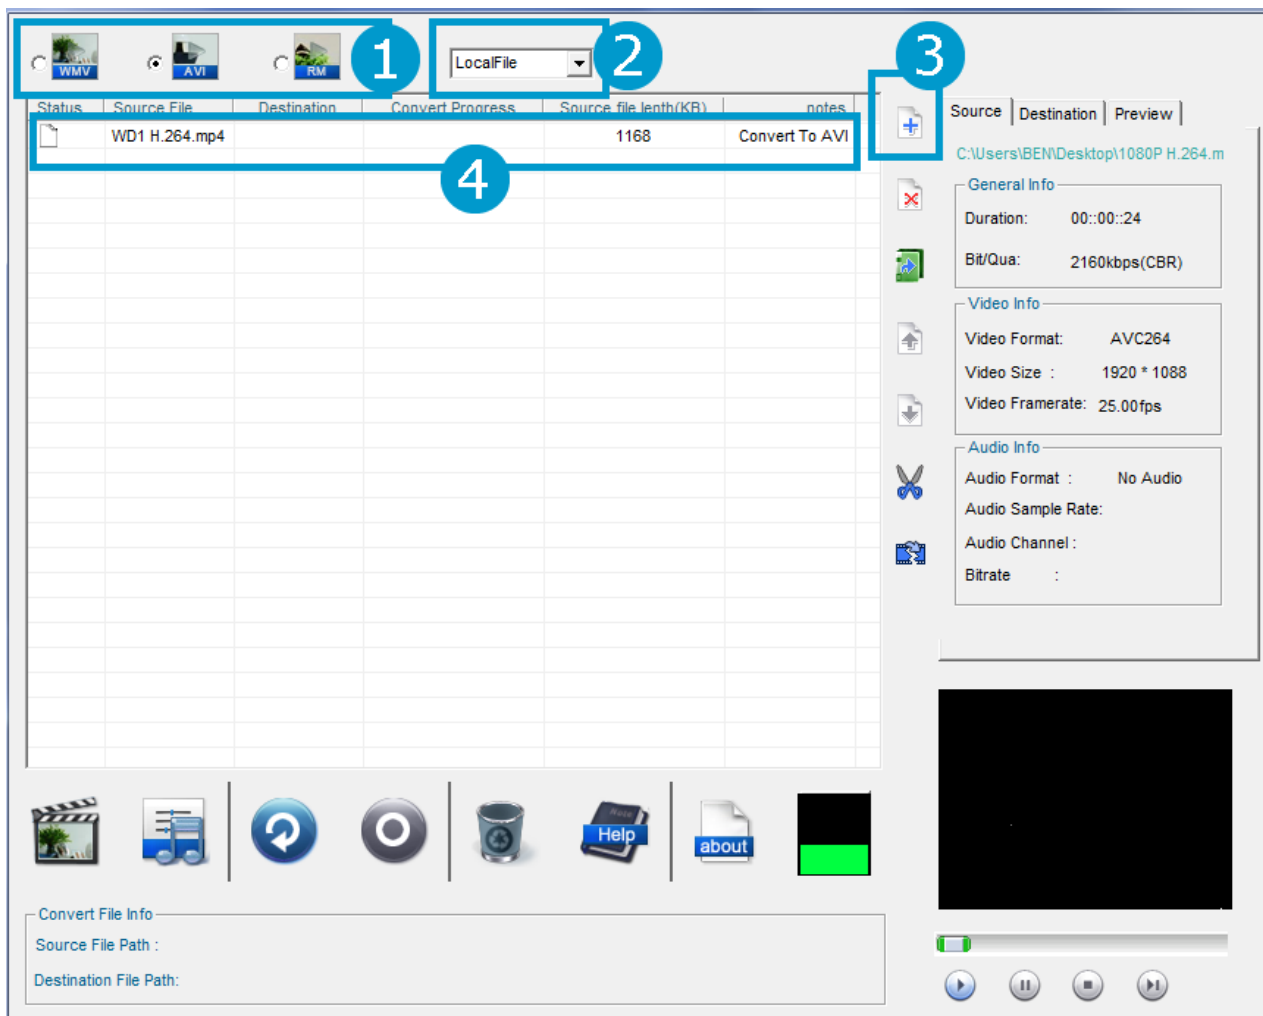 1
2
3
WMV
AVI
RM
LocalFile
Status Source File Destination Convert Progress Source file lenth(KB) notes
WD1 H.264.mp4 1168 Convert To AVI
4
Source Destination Preview
C:\Users\BEN\Desktop\1080P H.264.m
General Info
Duration: 00::00::24
Bit/Qua: 2160kbps(CBR)
Video Info
Video Format: AVC264
Video Size : 1920 * 1088
Video Framerate: 25.00fps
Audio Info
Audio Format : No Audio
Audio Sample Rate:
Audio Channel :
Bitrate :
Note
Help
about
Convert File Info
Source File Path :
Destination File Path: